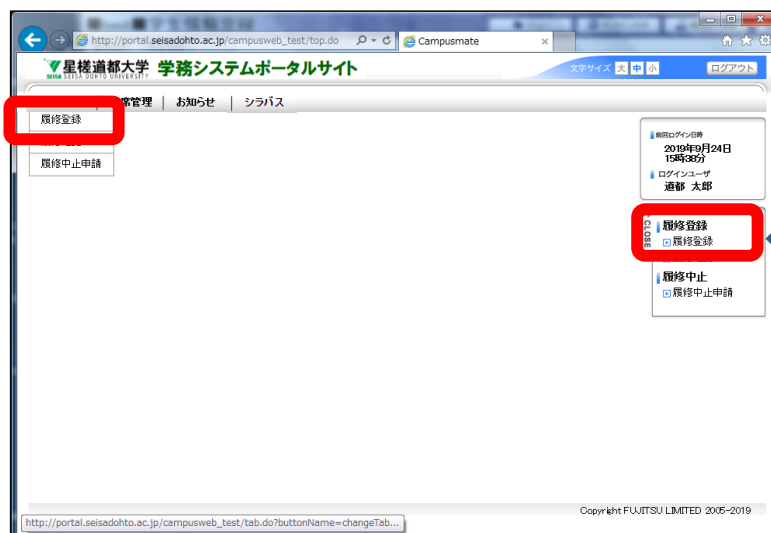 http://portal.seisadohto.ac.jp/campusweb_test/top.do
Campusmate
星槎道都大学 学務システムポータルサイト
SEISA DOHTO UNIVERSITY
文字サイズ 大 中 小
ログアウト
席管理 | お知らせ | シラバス
履修登録
履修中止申請
前回ログイン日時
2019年9月24日
15時38分
ログインユーザ
道都 太郎
CLOSE
履修登録
履修登録
履修中止
履修中止申請
Copyright FUJITSU LIMITED 2005-2019
http://portal.seisadohto.ac.jp/campusweb_test/tab.do?buttonName=changeTab...